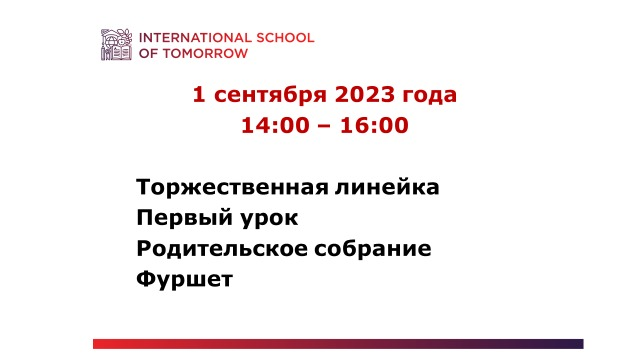 INTERNATIONAL SCHOOL
OF TOMORROW
1 сентября 2023 года
14:00 – 16:00
Торжественная линейка
Первый урок
Родительское собрание
Фуршет